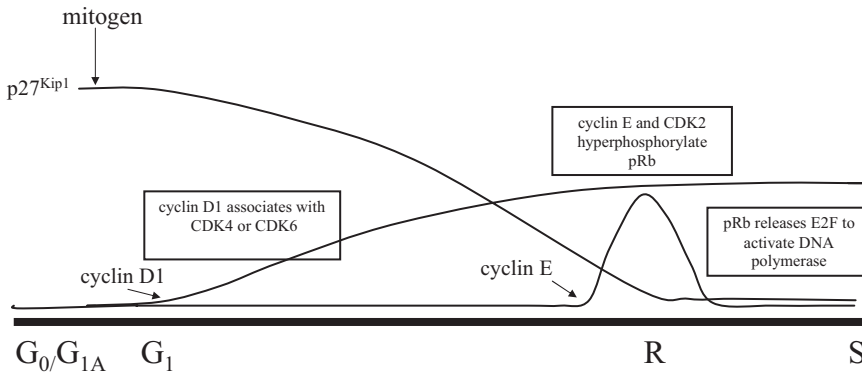 mitogen
p27Kip1
cyclin E and CDK2
hyperphosphorylate
pRb
cyclin D1 associates with
CDK4 or CDK6
pRb releases E2F to
activate DNA
polymerase
cyclin D1
cyclin E
G0/G1A
G1
R
S